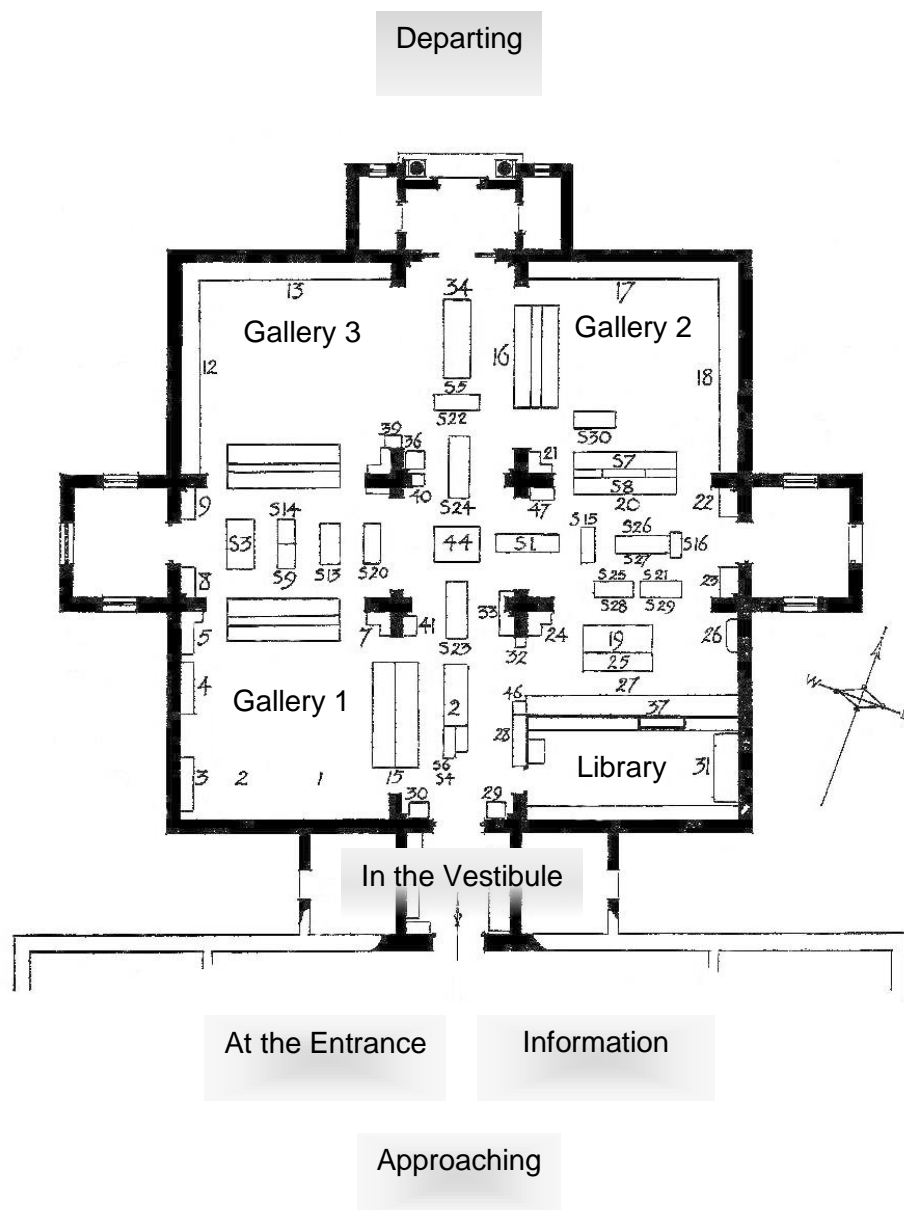 Departing
34
13
17
Gallery 3
Gallery 2
16
12
18
S5
S22
S30
39
36
21
S7
S8
40
S24
20
47
22
9
S14
S15
S26
S3
44
S1
S16
S9
S13
S20
S27
8
S25
S21
23
S28
S29
33
5
7
41
S23
24
26
32
19
25
4
27
Gallery 1
46
37
2
28
Library
31
W
S6
3
2
1
15
S4
30
29
In the Vestibule
At the Entrance
Information
Approaching